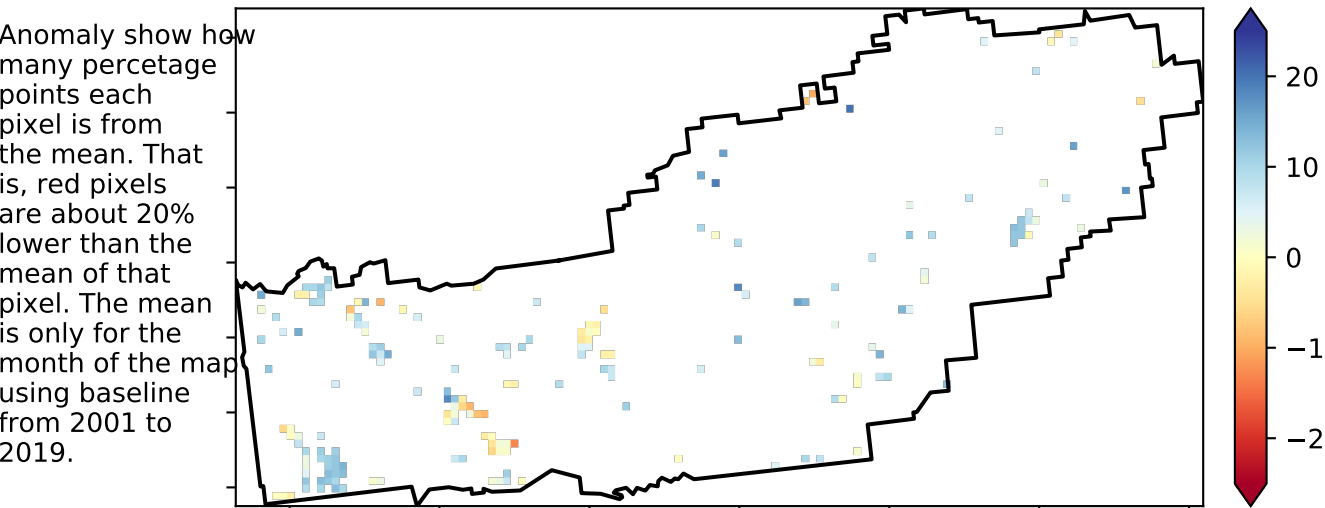 Anomaly show how
many percetage
points each
pixel is from
the mean. That
is, red pixels
are about 20%
lower than the
mean of that
pixel. The mean
is only for the
month of the map
using baseline
from 2001 to
2019.
20
10
0
−1
−2